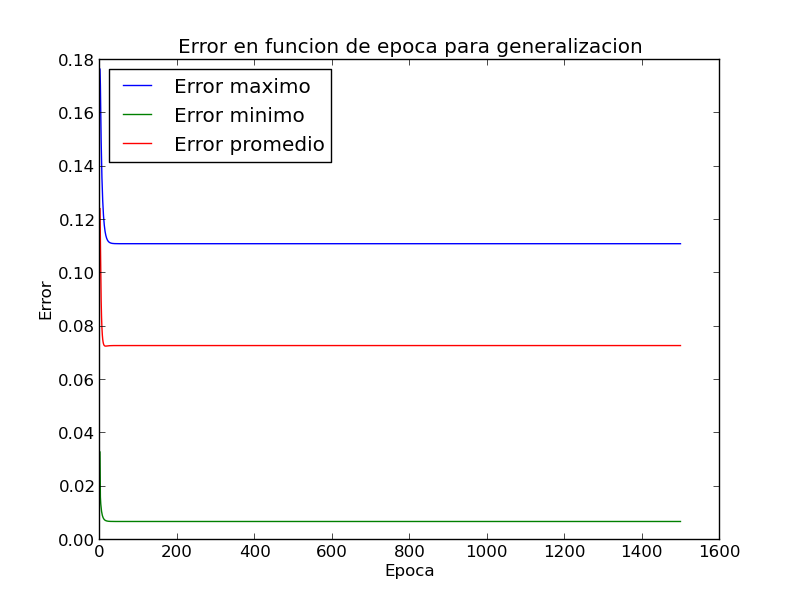 Error en funcion de epoca para generalizacion
Error maximo
Error minimo
Error promedio
0.18
0.16
0.14
0.12
0.10
0.08
0.06
0.04
0.02
0.00
Error
0 200 400 600 800 1000 1200 1400 1600
Epoca